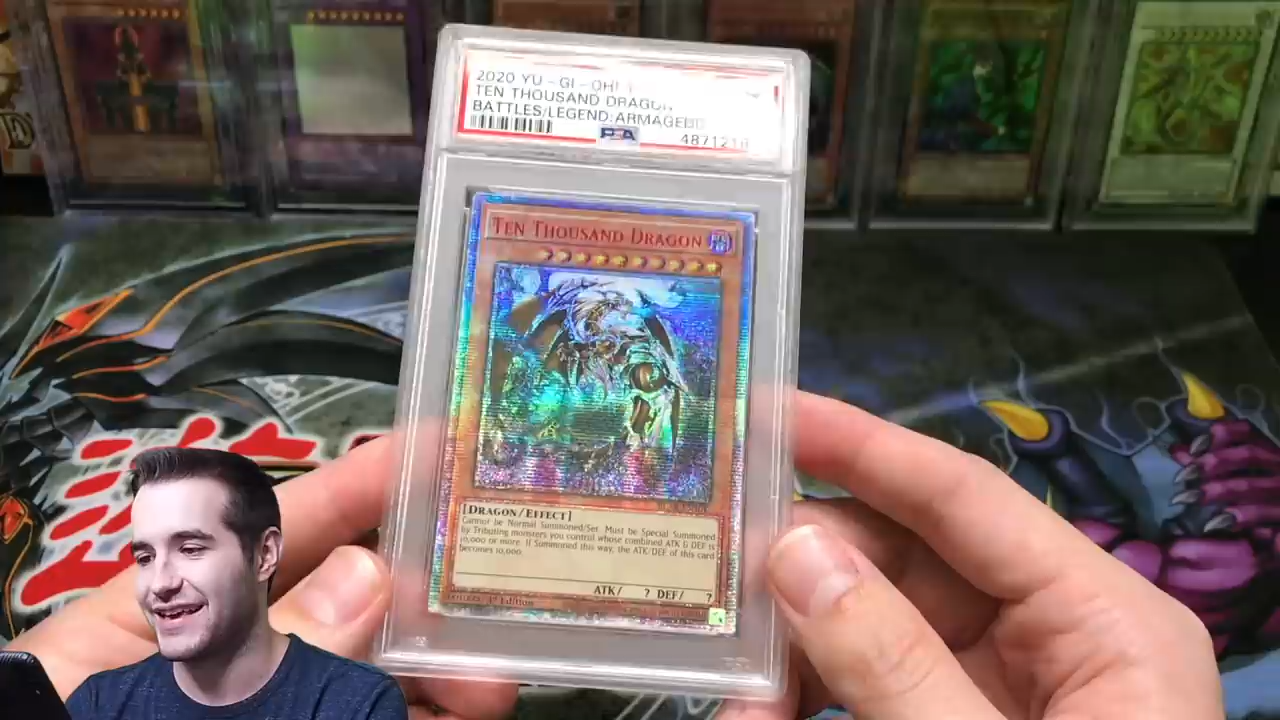 2020 YU-GI-OH!
TEN THOUSAND DRAGON
BATTLES/LEGEND:ARMAGEDD
PSA
4871218
TEN THOUSAND DRAGON
[DRAGON/EFFECT]
Cannot be Normal Summoned/Set. Must be Special Summoned
by Tributing monsters you control whose combined ATK & DEF is
10,000 or more. If Summoned this way, the ATK/DEF of this card
becomes 10,000.
ATK/ ? DEF/ ?
1st Edition
遊